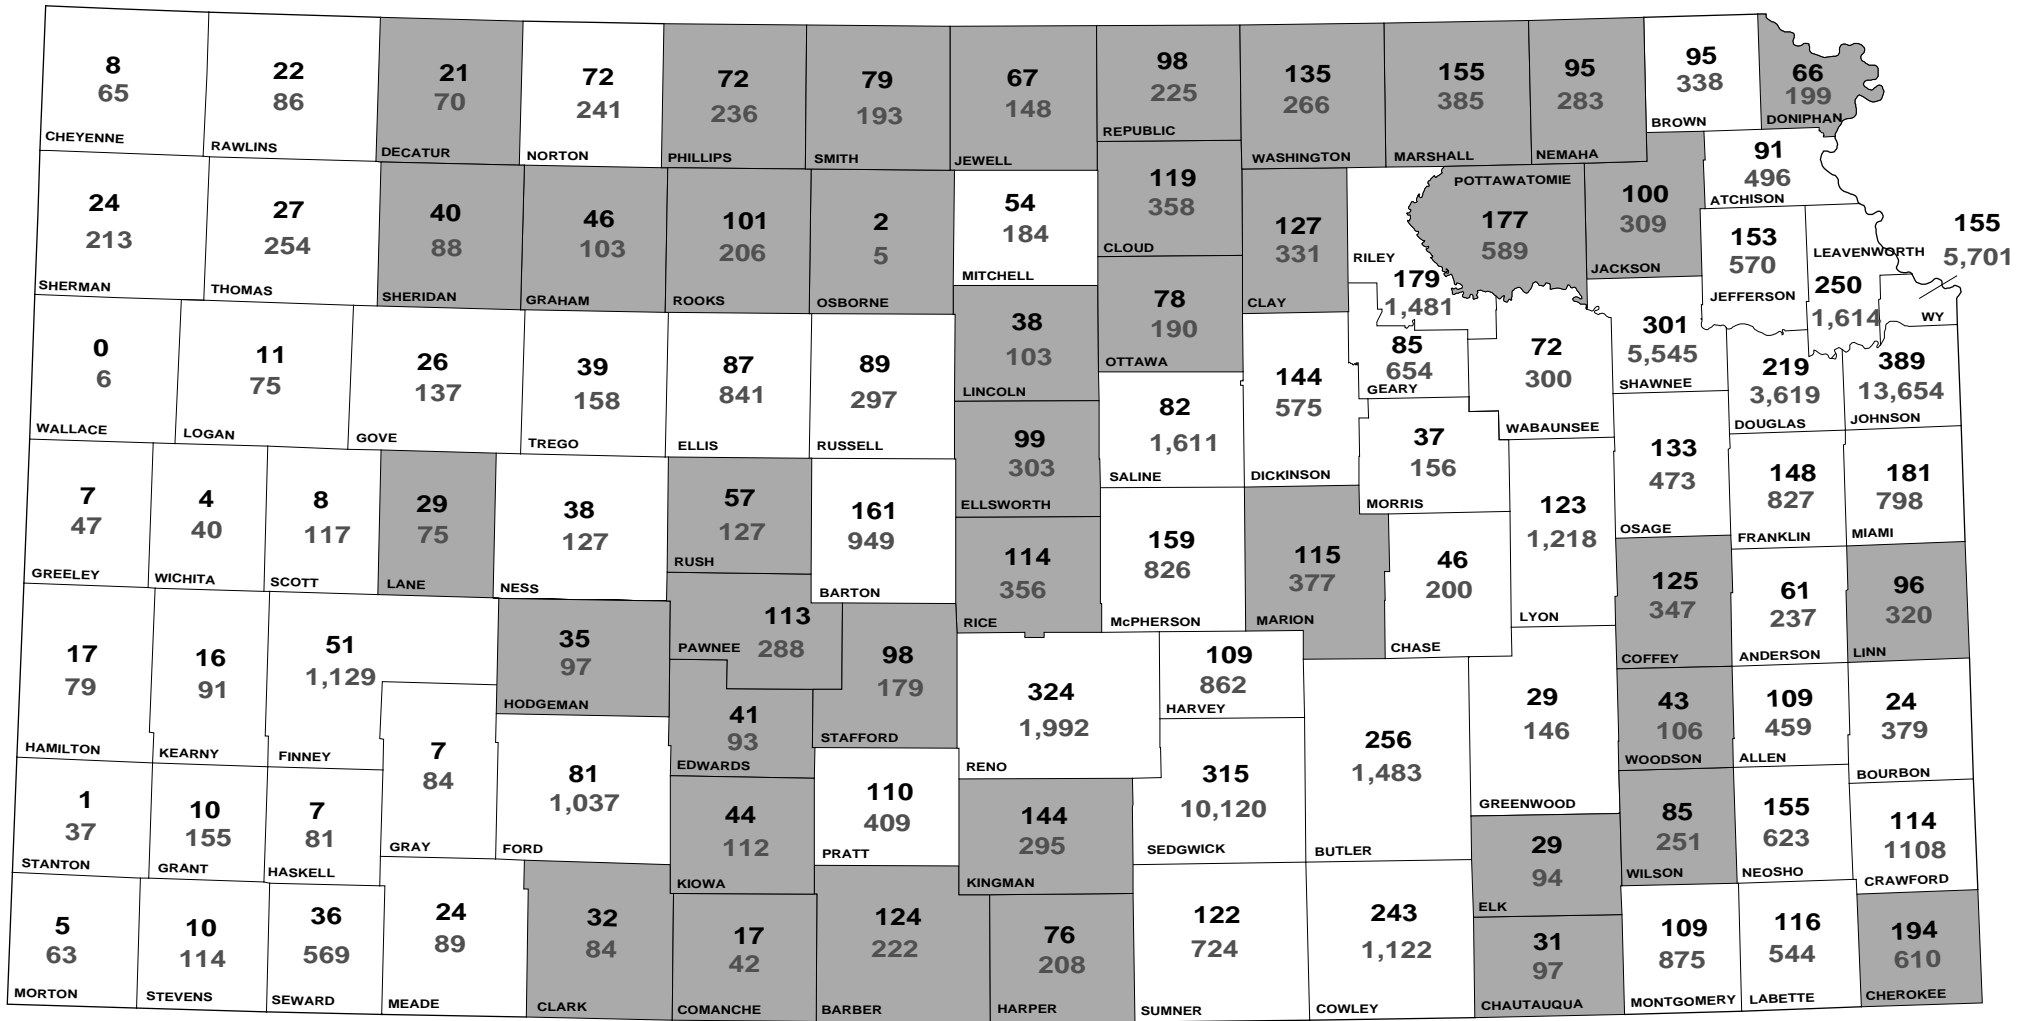 8
65
CHEYENNE
22
86
RAWLINS
21
70
DECATUR
72
241
NORTON
72
236
PHILLIPS
79
193
SMITH
67
148
JEWELL
98
225
REPUBLIC
135
266
WASHINGTON
155
385
MARSHALL
95
283
NEMAHA
95
338
BROWN
66
199
DONIPHAN
24
213
SHERMAN
27
254
THOMAS
40
88
SHERIDAN
46
103
GRAHAM
101
206
ROOKS
2
5
OSBORNE
54
184
MITCHELL
119
358
CLOUD
127
331
CLAY
RILEY
179
1,481
POTTAWATOMIE
177
589
100
309
JACKSON
91
496
ATCHISON
153
570
JEFFERSON
LEAVENWORTH
250
1,614
155
5,701
WY
0
6
WALLACE
11
75
LOGAN
26
137
GOVE
39
158
TREGO
87
841
ELLIS
89
297
RUSSELL
38
103
LINCOLN
78
190
OTTAWA
144
575
DICKINSON
85
654
GEARY
72
300
WABAUNSEE
301
5,545
SHAWNEE
219
3,619
DOUGLAS
389
13,654
JOHNSON
7
47
GREELEY
4
40
WICHITA
8
117
SCOTT
29
75
LANE
38
127
NESS
57
127
RUSH
161
949
BARTON
99
303
ELLSWORTH
82
1,611
SALINE
37
156
MORRIS
123
1,218
LYON
133
473
OSAGE
148
827
FRANKLIN
181
798
MIAMI
114
356
RICE
159
826
McPHERSON
115
377
MARION
46
200
CHASE
125
347
COFFEY
61
237
ANDERSON
96
320
LINN
17
79
HAMILTON
16
91
KEARNY
51
1,129
FINNEY
35
97
HODGEMAN
113
PAWNEE 288
98
179
STAFFORD
41
93
EDWARDS
324
1,992
RENO
109
862
HARVEY
256
1,483
BUTLER
29
146
GREENWOOD
43
106
WOODSON
109
459
ALLEN
24
379
BOURBON
1
37
STANTON
10
155
GRANT
7
81
HASKELL
7
84
GRAY
81
1,037
FORD
44
112
KIOWA
110
409
PRATT
144
295
KINGMAN
315
10,120
SEDGWICK
29
94
ELK
85
251
WILSON
155
623
NEOSHO
114
1108
CRAWFORD
5
63
MORTON
10
114
STEVENS
36
569
SEWARD
24
89
MEADE
32
84
CLARK
17
42
COMANCHE
124
222
BARBER
76
208
HARPER
122
724
SUMNER
243
1,122
COWLEY
31
97
CHAUTAUQUA
109
875
MONTGOMERY
116
544
LABETTE
194
610
CHEROKEE